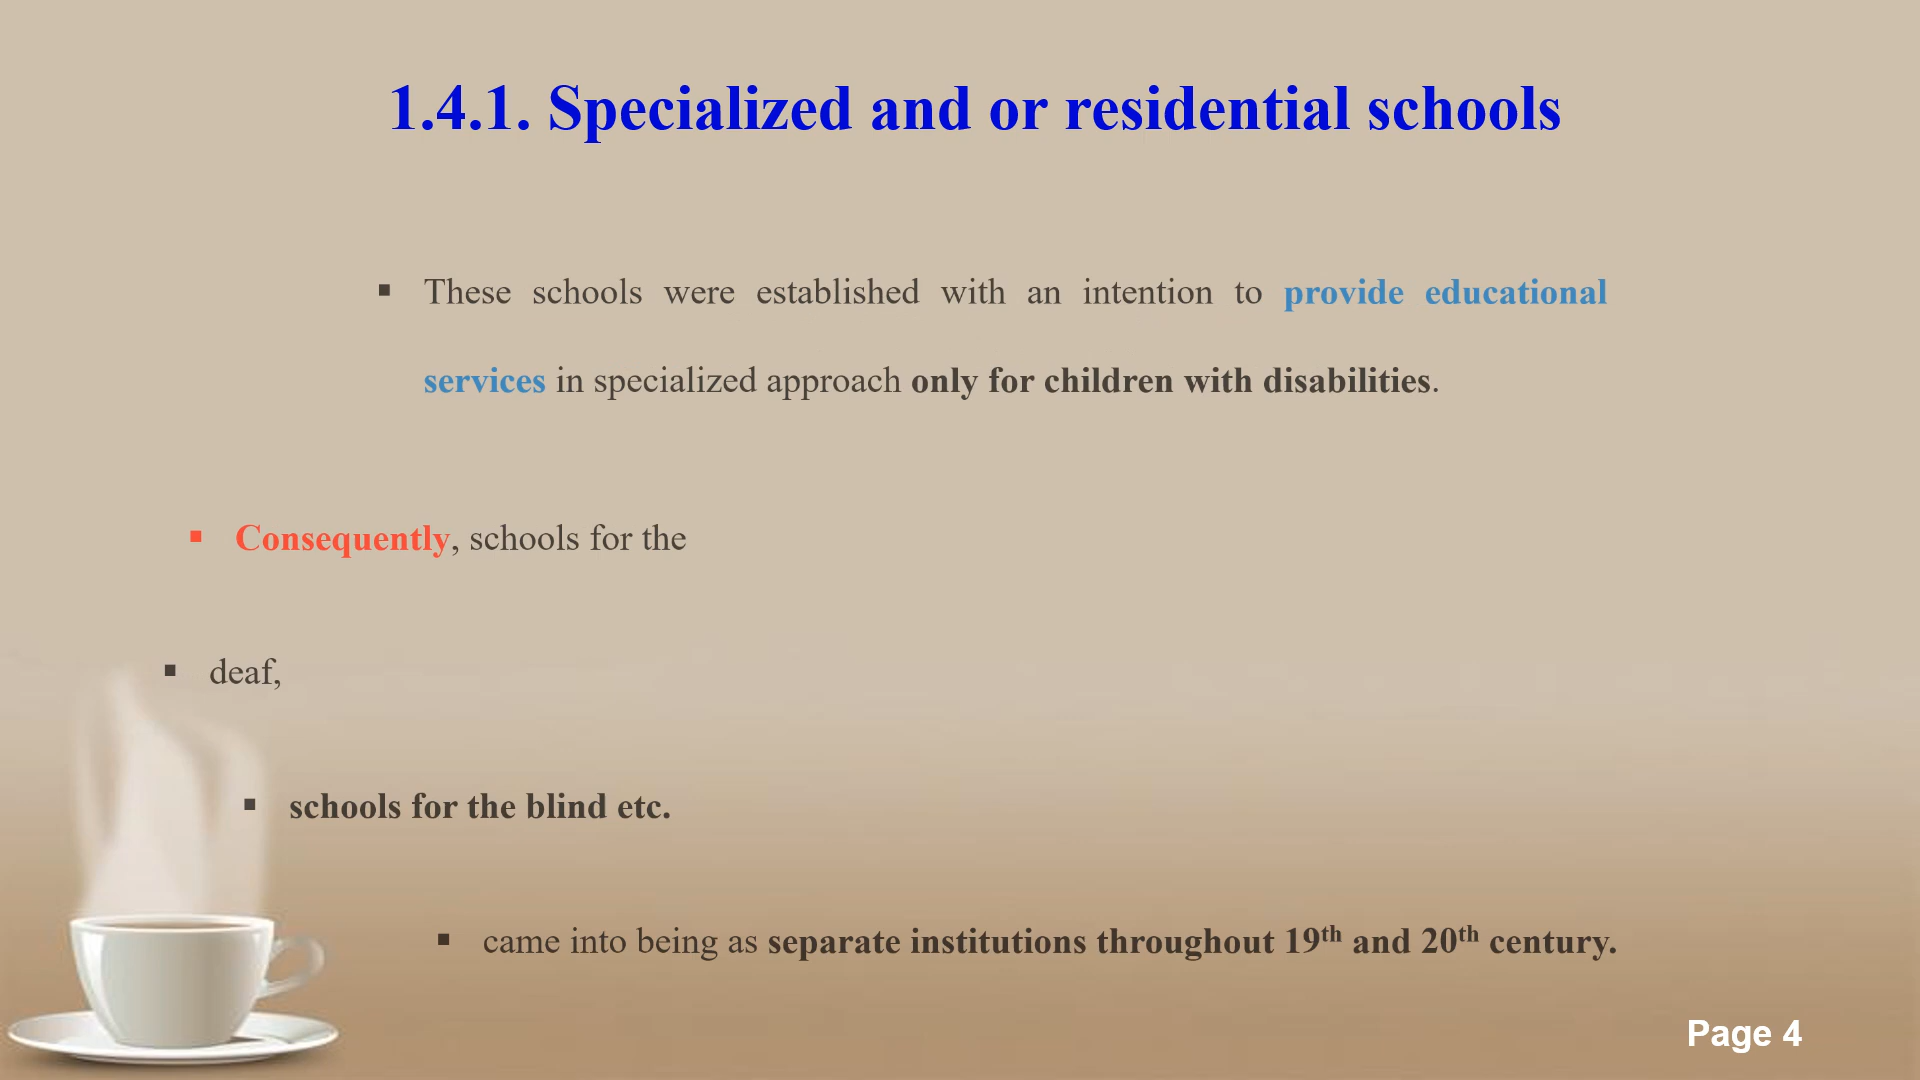 1.4.1. Specialized and or residential schools
▪ These schools were established with an intention to provide educational
services in specialized approach only for children with disabilities.
▪ Consequently, schools for the
▪ deaf,
▪ schools for the blind etc.
▪ came into being as separate institutions throughout 19th and 20th century.
Page 4